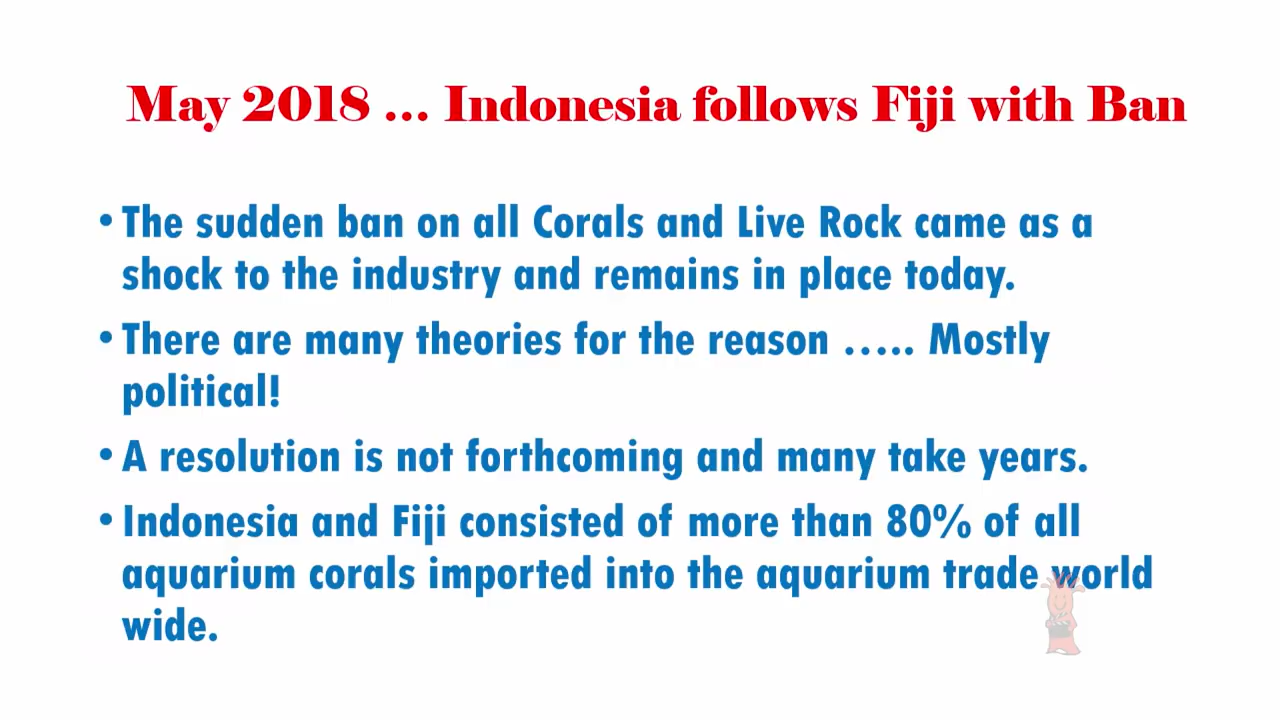 May 2018 ... Indonesia follows Fiji with Ban
• The sudden ban on all Corals and Live Rock came as a
shock to the industry and remains in place today.
• There are many theories for the reason ..... Mostly
political!
• A resolution is not forthcoming and many take years.
• Indonesia and Fiji consisted of more than 80% of all
aquarium corals imported into the aquarium trade world
wide.